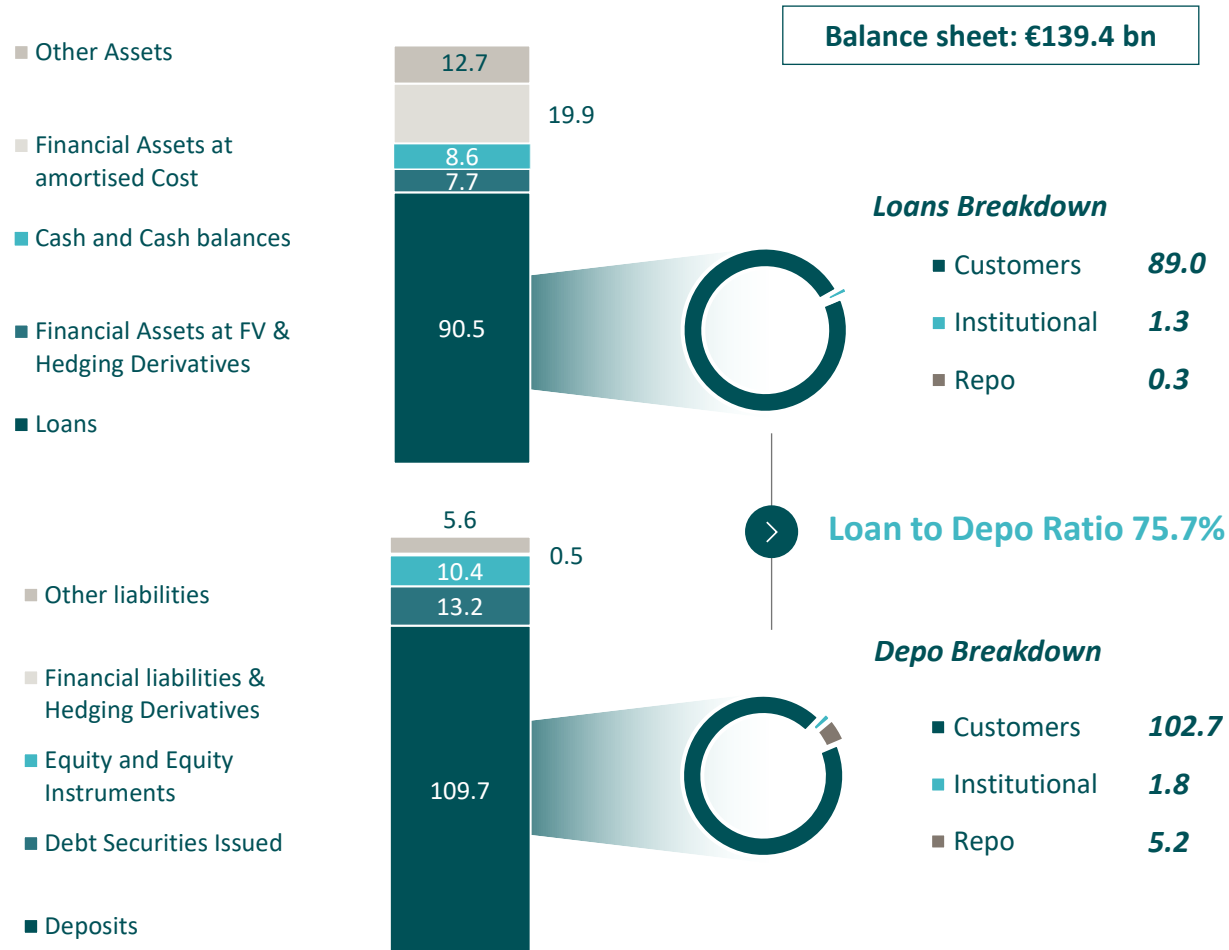 Balance sheet: €139.4 bn
Other Assets
Financial Assets at
amortised Cost
Cash and Cash balances
Financial Assets at FV &
Hedging Derivatives
Loans
12.7
19.9
8.6
7.7
90.5
Loans Breakdown
Customers 89.0
Institutional 1.3
Repo 0.3
Loan to Depo Ratio 75.7%
Other liabilities
Financial liabilities &
Hedging Derivatives
Equity and Equity
Instruments
Debt Securities Issued
Deposits
5.6
0.5
10.4
13.2
109.7
Depo Breakdown
Customers 102.7
Institutional 1.8
Repo 5.2